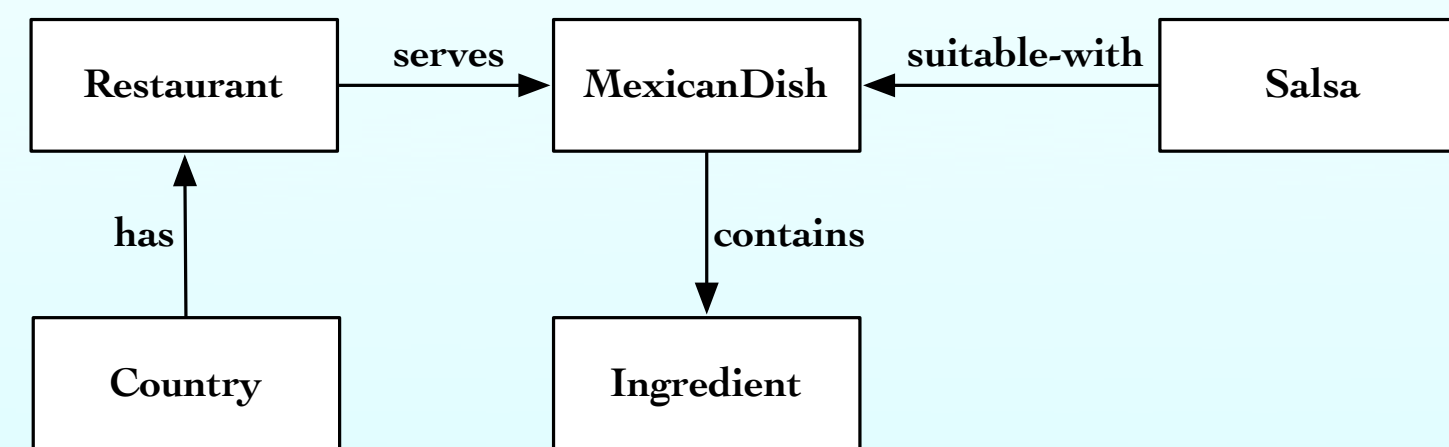 serves
suitable-with
Restaurant
MexicanDish
Salsa
has
contains
Country
Ingredient